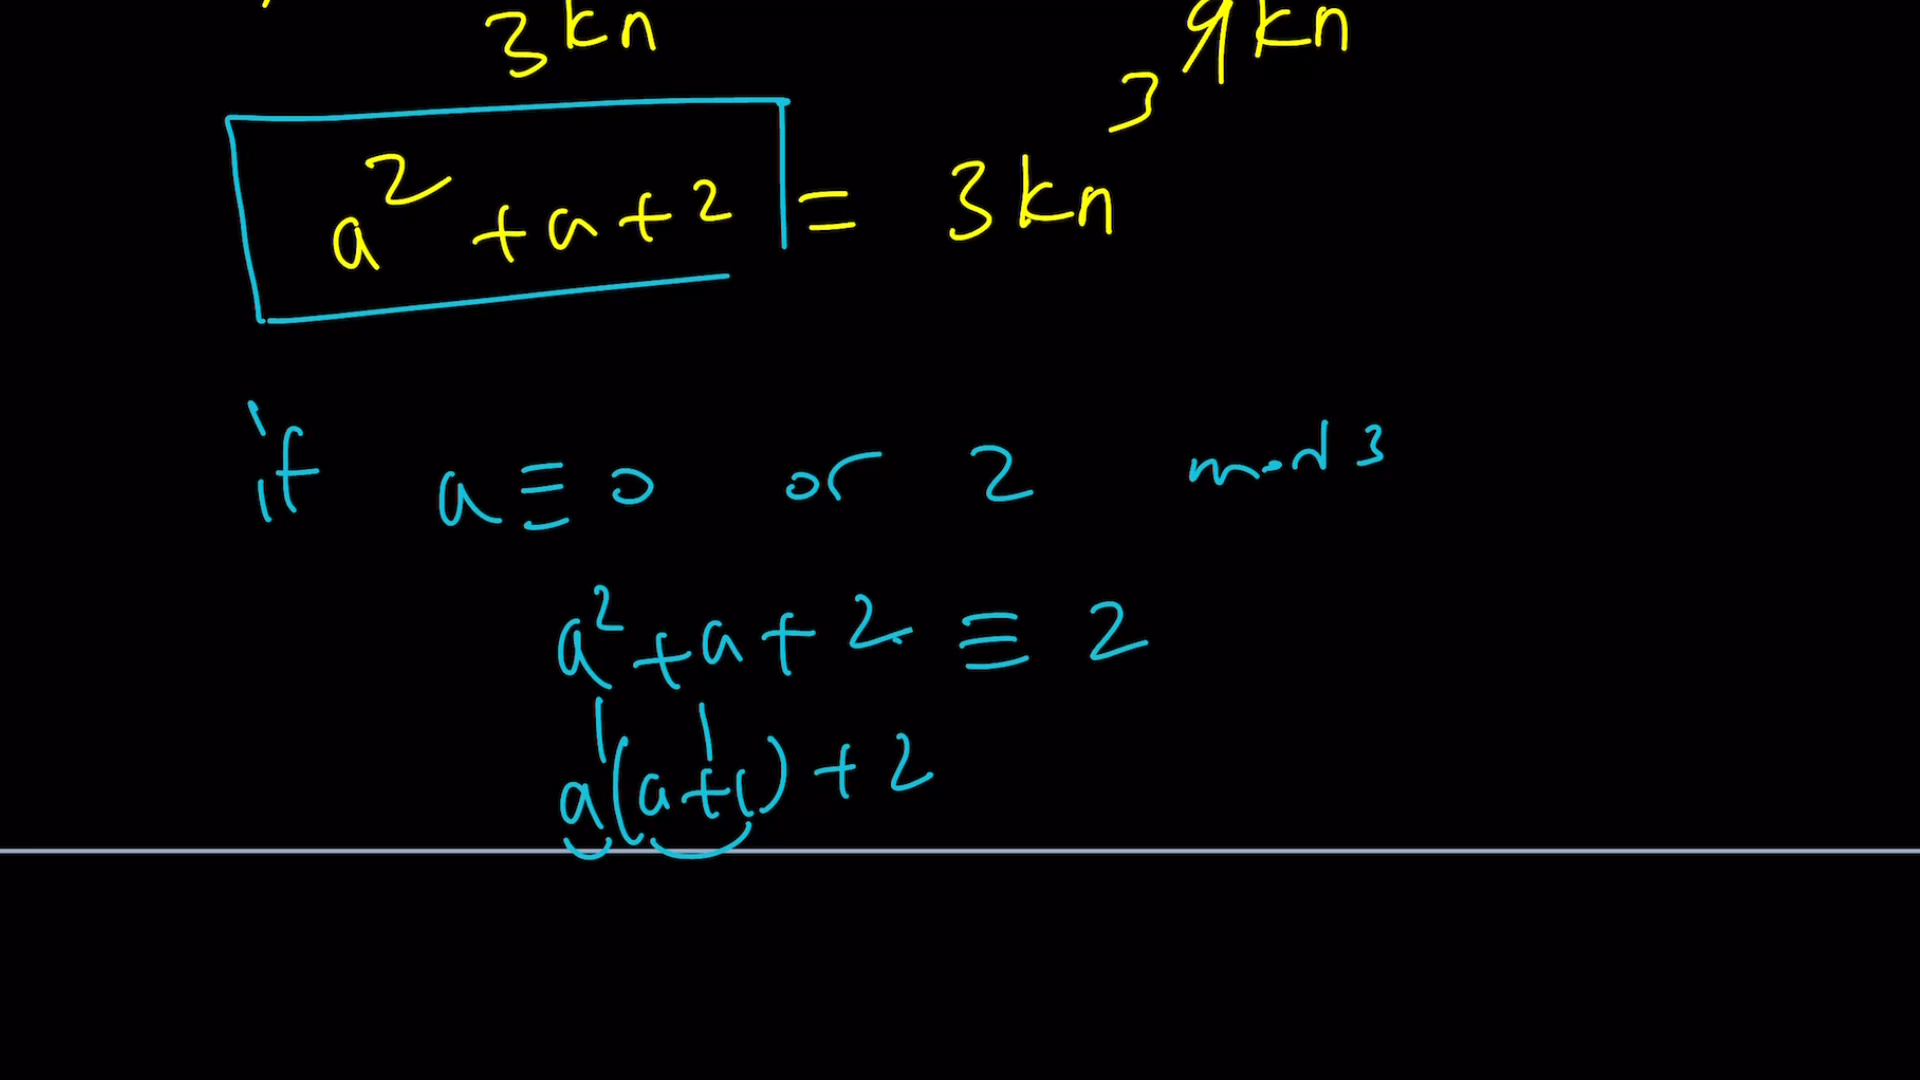 3kn 9kn
3
a² + a + 2 = 3kn
if a ≡ 0 or 2 mod 3
a² + a + 2 ≡ 2
a(a+1) + 2